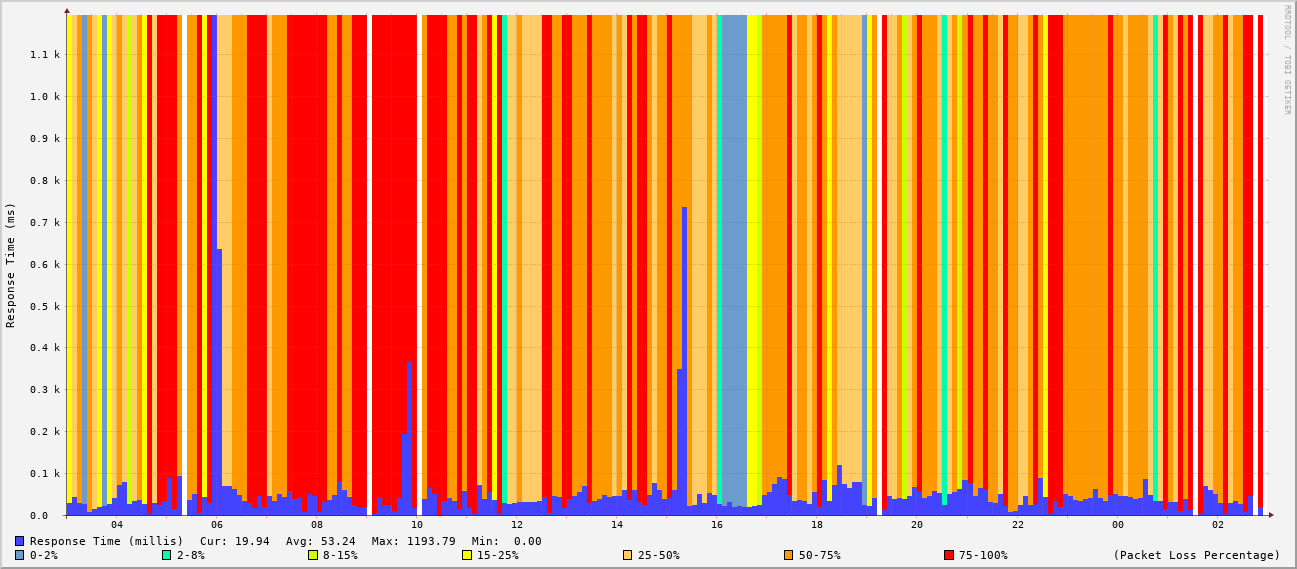 RRDTOOL / TOBI OETIKER
Response Time (ms)
1.1 k
1.0 k
0.9 k
0.8 k
0.7 k
0.6 k
0.5 k
0.4 k
0.3 k
0.2 k
0.1 k
0.0
04 06 08 10 12 14 16 18 20 22 00 02
Response Time (millis) Cur: 19.94 Avg: 53.24 Max: 1193.79 Min: 0.00
0-2% 2-8% 8-15% 15-25% 25-50% 50-75% 75-100% (Packet Loss Percentage)